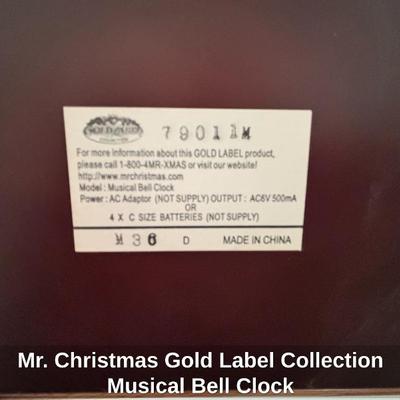 GOLD LABEL
COLLECTION
79011M
For more information about this GOLD LABEL product,
please call 1-800-4MR-XMAS or visit our website!
http://www.mrchristmas.com
Model : Musical Bell Clock
Power : AC Adaptor (NOT SUPPLY) OUTPUT : AC6V 500mA
OR
4 X C SIZE BATTERIES (NOT SUPPLY)
M 36 D MADE IN CHINA
Mr. Christmas Gold Label Collection
Musical Bell Clock